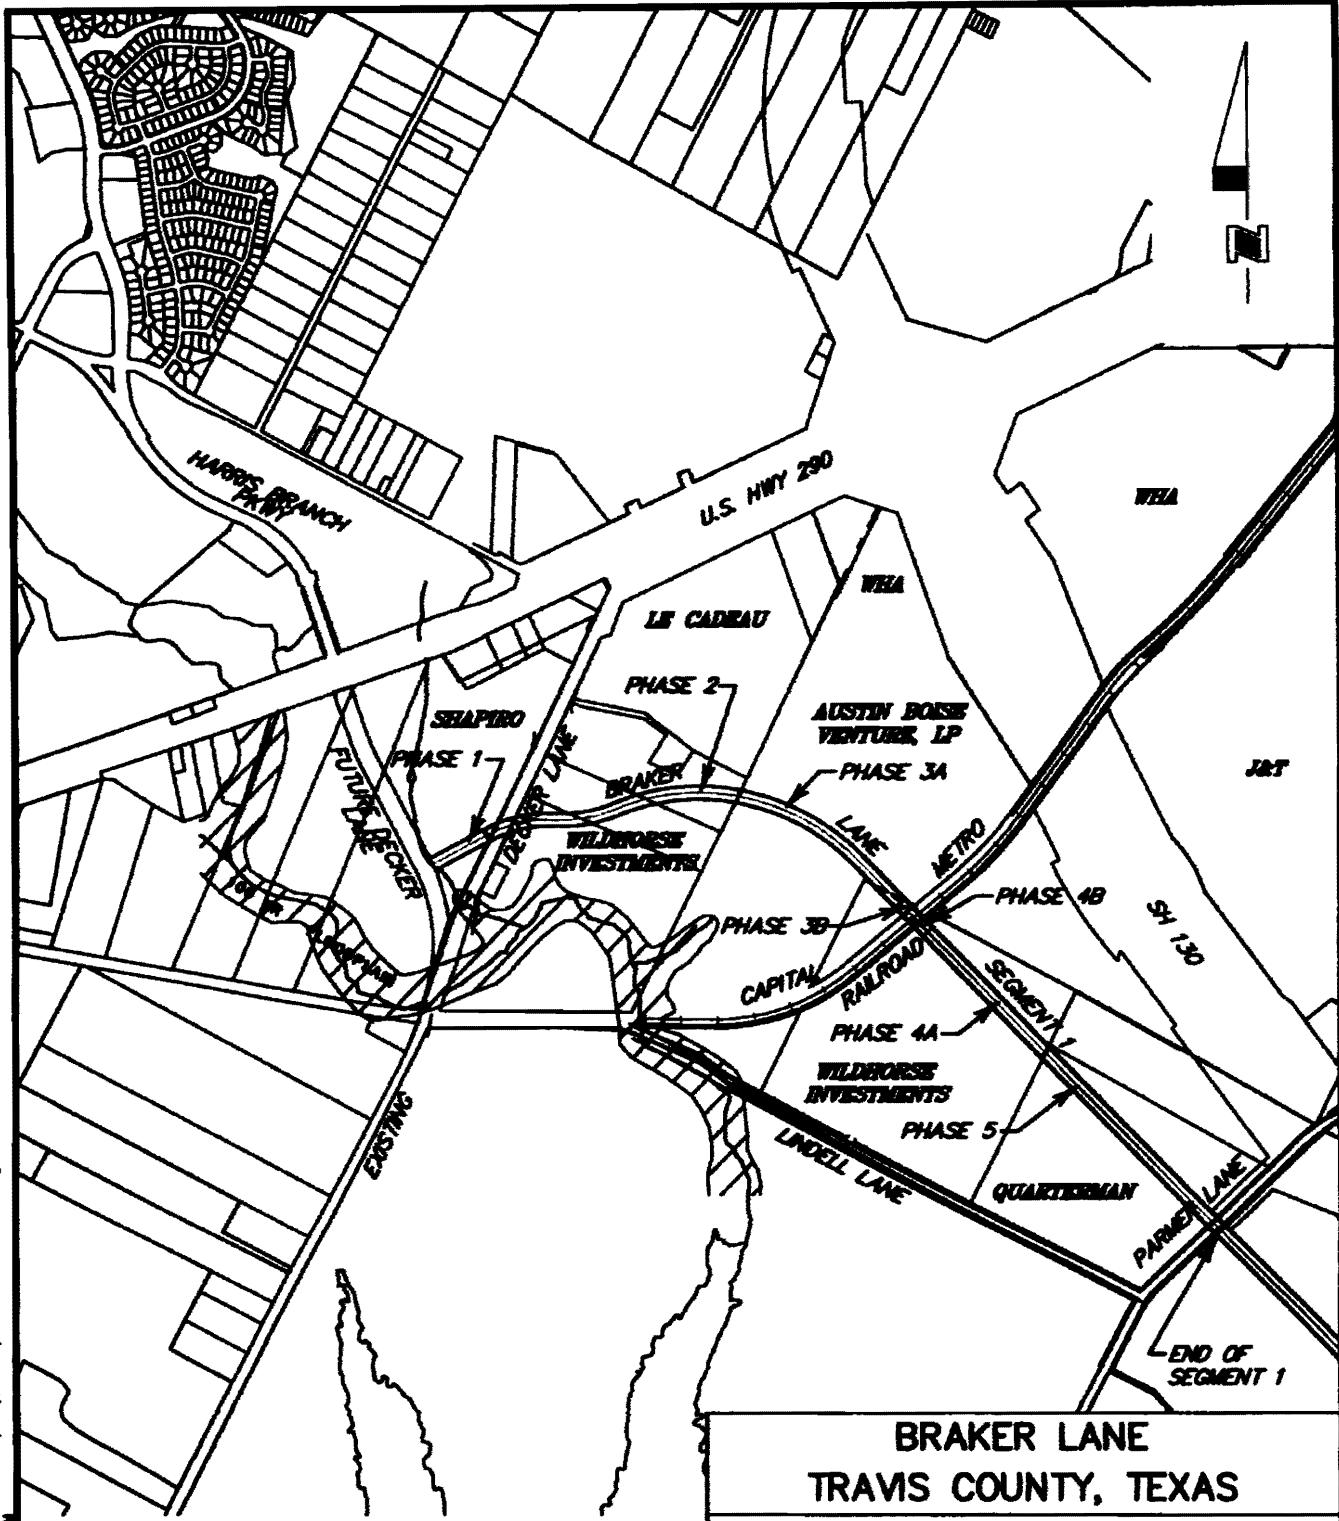 N
HARRIS BRANCH
PKWY
U.S. HWY 290
WHA
WHA
LE CADEAU
PHASE 2
SHAPIRO
AUSTIN BOISE
VENTURE, LP
PHASE 1
PHASE 3A
J&T
FUTURE DECKER
LANE
DECKER LANE
BRAKER
LANE
WILDHORSE
INVESTMENTS
METRO
PHASE 4B
100 YR
FLOODPLAIN
PHASE 3B
SH 130
CAPITAL
RAILROAD
SEGMENT 1
PHASE 4A
WILDHORSE
INVESTMENTS
EXISTING
PHASE 5
LINDELL LANE
QUARTERMAN
PARMER LANE
END OF
SEGMENT 1
BRAKER LANE
TRAVIS COUNTY, TEXAS